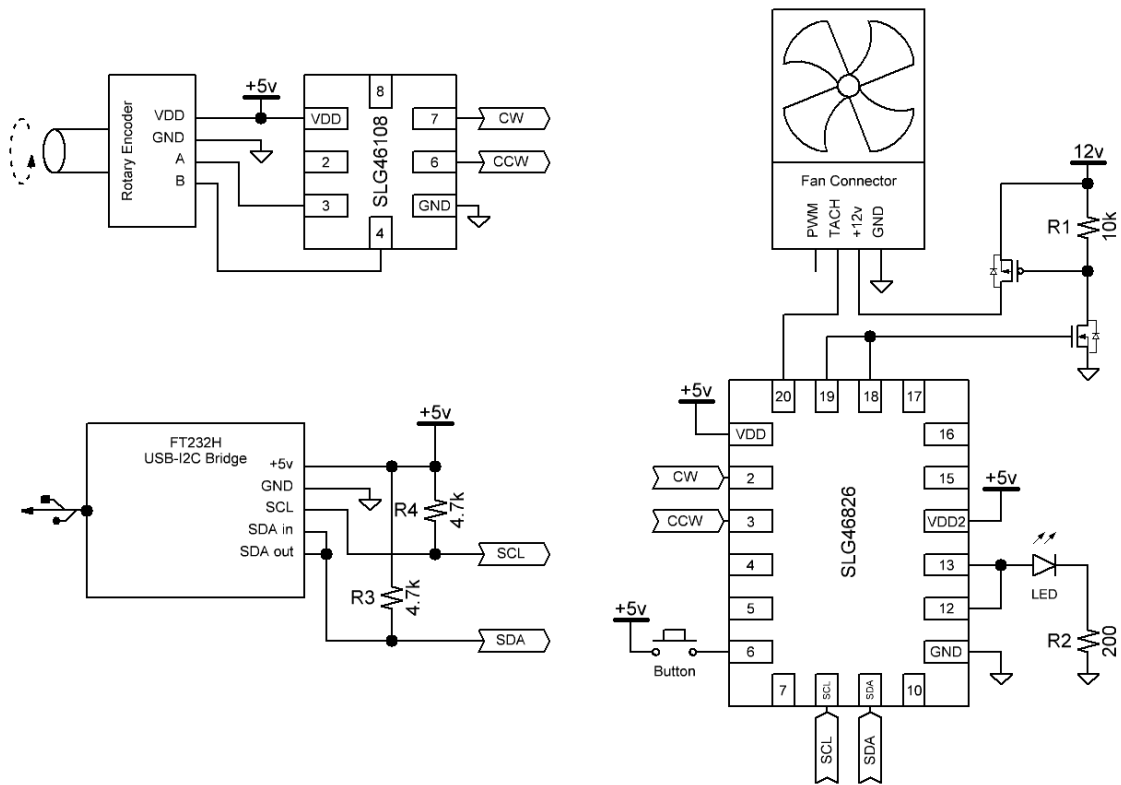 +5v
Rotary Encoder
VDD
GND
A
B
VDD
2
3
8
SLG46108
4
7
6
GND
CW
CCW
Fan Connector
PWM
TACH
+12v
GND
12v
R1
10k
FT232H
USB-I2C Bridge
+5v
GND
SCL
SDA in
SDA out
+5v
R4
4.7k
R3
4.7k
SCL
SDA
+5v
CW
CCW
+5v
Button
20
19
18
17
VDD
2
3
4
5
6
SLG46826
16
15
VDD2
13
12
GND
7
SCL
SDA
10
SCL
SDA
+5v
LED
R2
200